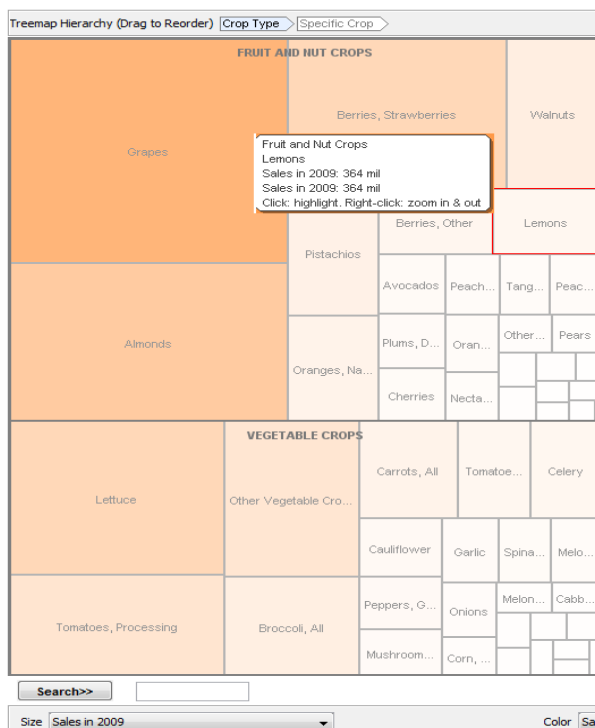 Treemap Hierarchy (Drag to Reorder) Crop Type Specific Crop
FRUIT AND NUT CROPS
Grapes
Berries, Strawberries
Walnuts
Fruit and Nut Crops
Lemons
Sales in 2009: 364 mil
Sales in 2009: 364 mil
Click: highlight. Right-click: zoom in & out
Berries, Other
Lemons
Pistachios
Avocados
Peach...
Tang...
Peac...
Almonds
Plums, D...
Oran...
Other...
Pears
Oranges, Na...
Cherries
Necta...
VEGETABLE CROPS
Lettuce
Other Vegetable Cro...
Carrots, All
Tomatoe...
Celery
Cauliflower
Garlic
Spina...
Melo...
Tomatoes, Processing
Broccoli, All
Peppers, G...
Onions
Melon...
Cabb...
Mushroom...
Corn, ...
Search>>
Size Sales in 2009
Color Sa